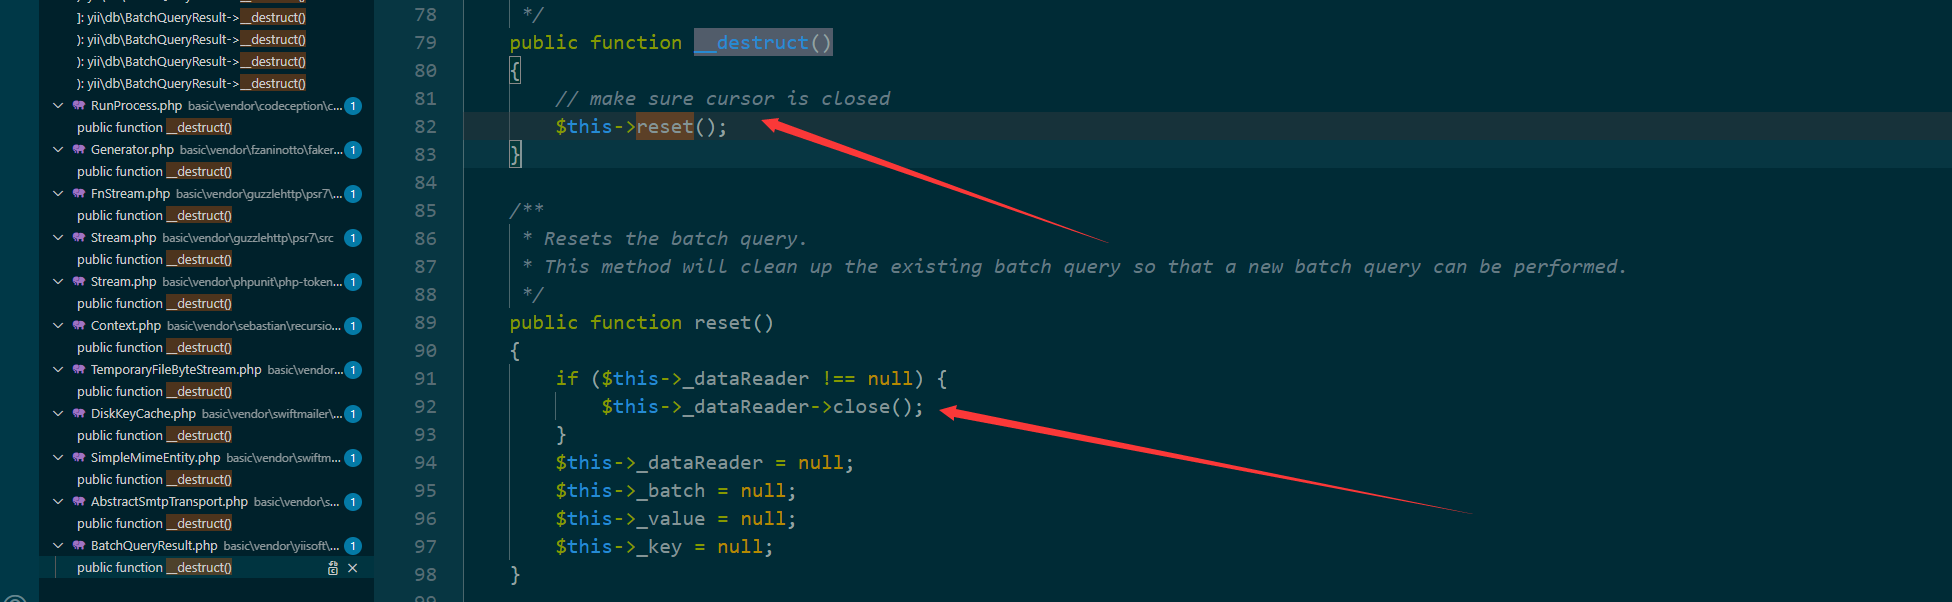 ]: yii\db\BatchQueryResult->__destruct()
): yii\db\BatchQueryResult->__destruct()
): yii\db\BatchQueryResult->__destruct()
): yii\db\BatchQueryResult->__destruct()
RunProcess.php basic\vendor\codeception\c... 1
public function __destruct()
Generator.php basic\vendor\fzaninotto\faker... 1
public function __destruct()
FnStream.php basic\vendor\guzzlehttp\psr7\... 1
public function __destruct()
Stream.php basic\vendor\guzzlehttp\psr7\src 1
public function __destruct()
Stream.php basic\vendor\phpunit\php-token... 1
public function __destruct()
Context.php basic\vendor\sebastian\recursio... 1
public function __destruct()
TemporaryFileByteStream.php basic\vendor... 1
public function __destruct()
DiskKeyCache.php basic\vendor\swiftmailer\... 1
public function __destruct()
SimpleMimeEntity.php basic\vendor\swiftm... 1
public function __destruct()
AbstractSmtpTransport.php basic\vendor\s... 1
public function __destruct()
BatchQueryResult.php basic\vendor\yiisoft\... 1
public function __destruct()
78 */
79 public function __destruct()
80 {
81 // make sure cursor is closed
82 $this->reset();
83 }
84
85 /**
86 * Resets the batch query.
87 * This method will clean up the existing batch query so that a new batch query can be performed.
88 */
89 public function reset()
90 {
91 if ($this->_dataReader !== null) {
92 $this->_dataReader->close();
93 }
94 $this->_dataReader = null;
95 $this->_batch = null;
96 $this->_value = null;
97 $this->_key = null;
98 }